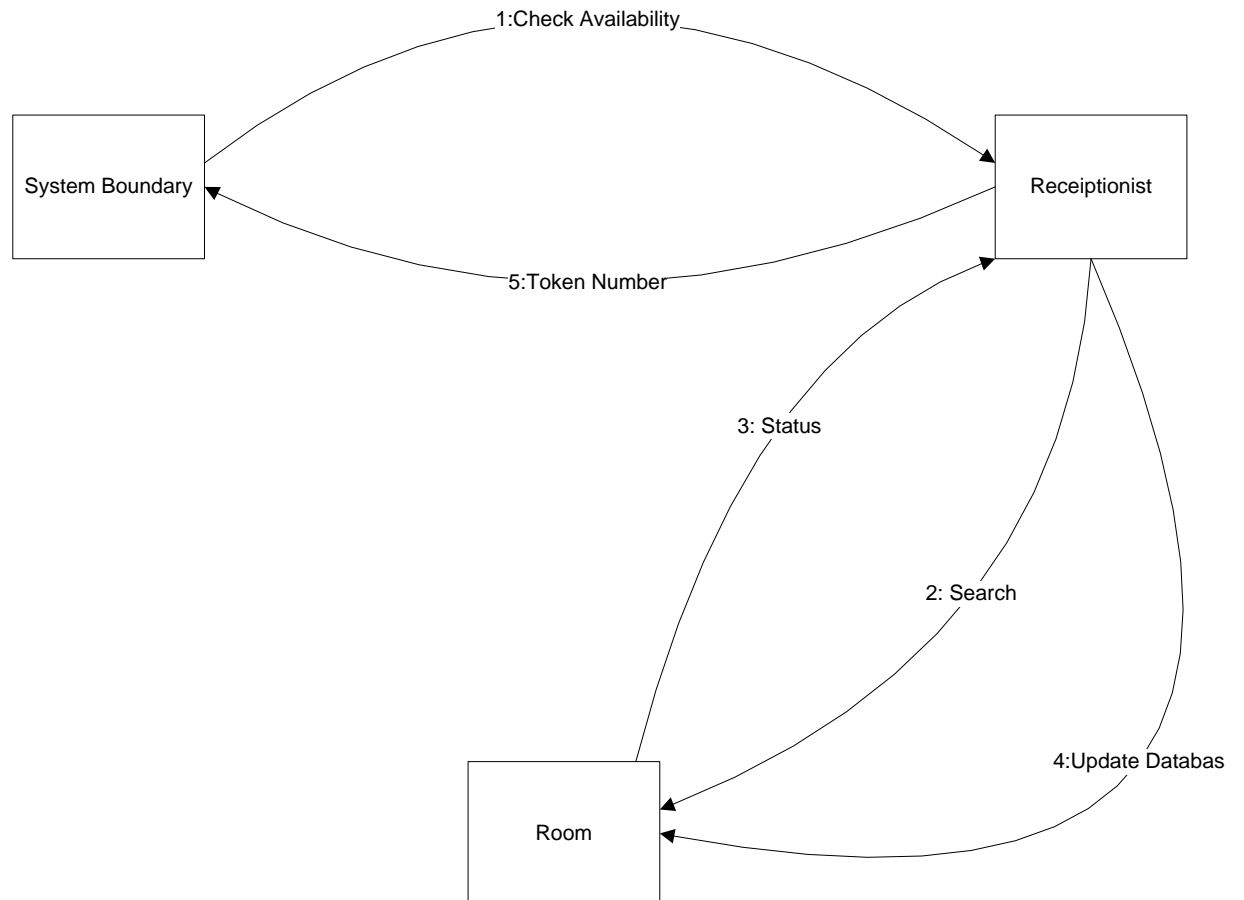 1:Check Availability
System Boundary
Receiptionist
5:Token Number
3: Status
2: Search
4:Update Databas
Room